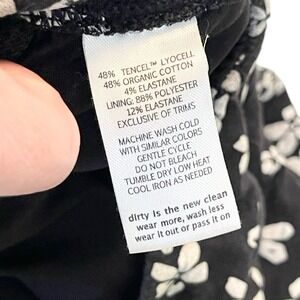 48% TENCEL™ LYOCELL
48% ORGANIC COTTON
4% ELASTANE
LINING: 88% POLYESTER
12% ELASTANE
EXCLUSIVE OF TRIMS
MACHINE WASH COLD
WITH SIMILAR COLORS
GENTLE CYCLE
DO NOT BLEACH
TUMBLE DRY LOW HEAT
COOL IRON AS NEEDED
dirty is the new clean
wear more, wash less
wear it out or pass it on